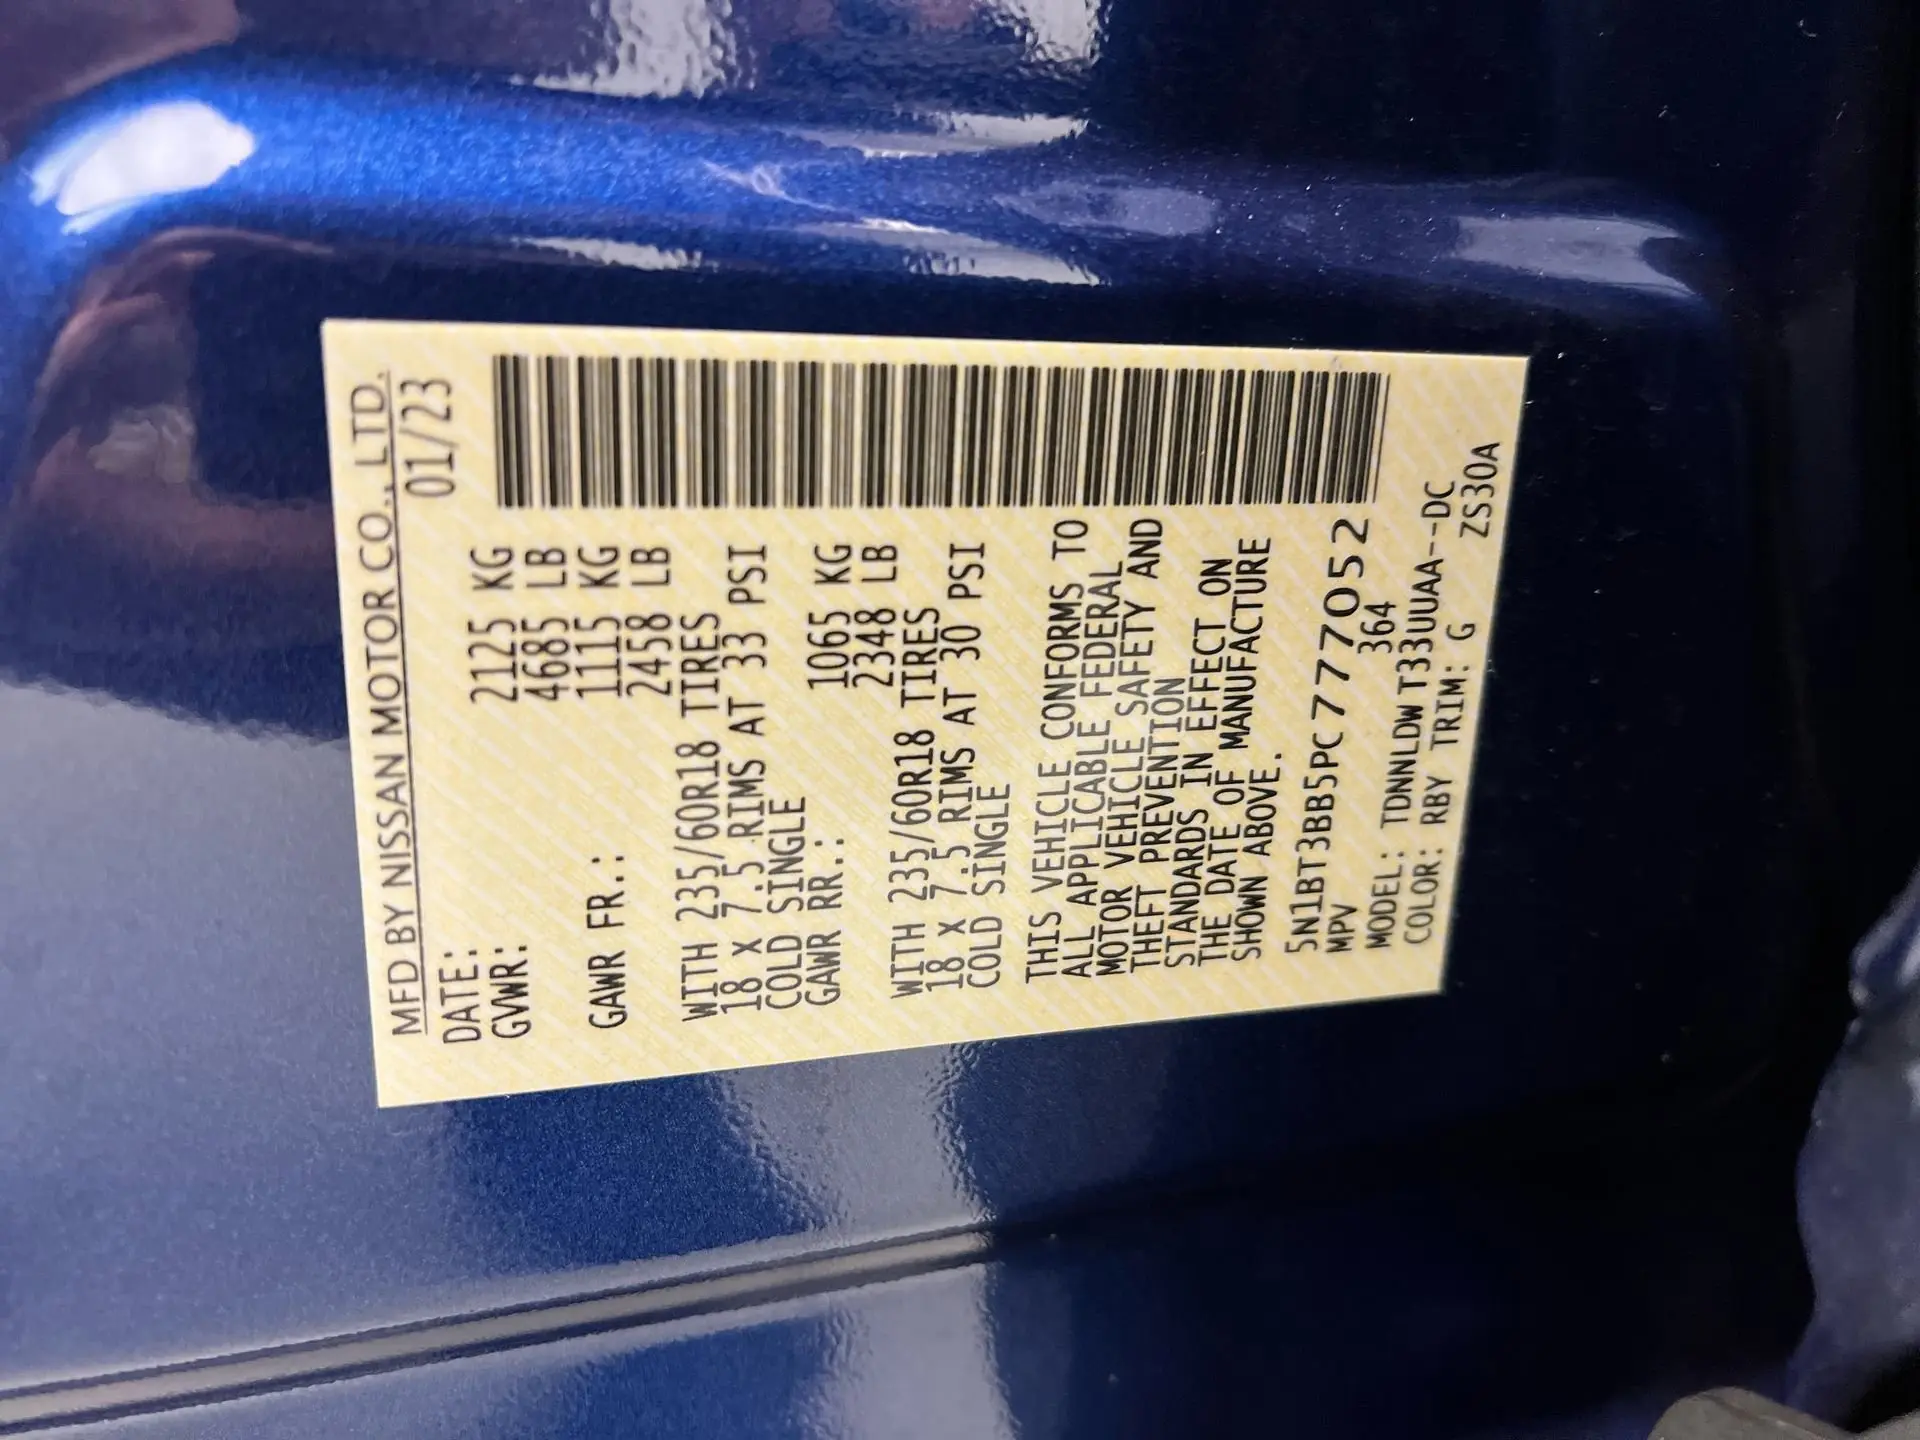 MFD BY NISSAN MOTOR CO., LTD.
DATE: 01/23
GVWR: 2125 KG
4685 LB
GAWR FR.: 1115 KG
2458 LB
WITH 235/60R18 TIRES
18 X 7.5 RIMS AT 33 PSI
COLD SINGLE
GAWR RR.: 1065 KG
2348 LB
WITH 235/60R18 TIRES
18 X 7.5 RIMS AT 30 PSI
COLD SINGLE
THIS VEHICLE CONFORMS TO
ALL APPLICABLE FEDERAL
MOTOR VEHICLE SAFETY AND
THEFT PREVENTION
STANDARDS IN EFFECT ON
THE DATE OF MANUFACTURE
SHOWN ABOVE.
5N1BT3BB5PC777052
MPV 364
MODEL: TDNNLDWT33UUAA--DC
COLOR: RBY TRIM: G ZS30A